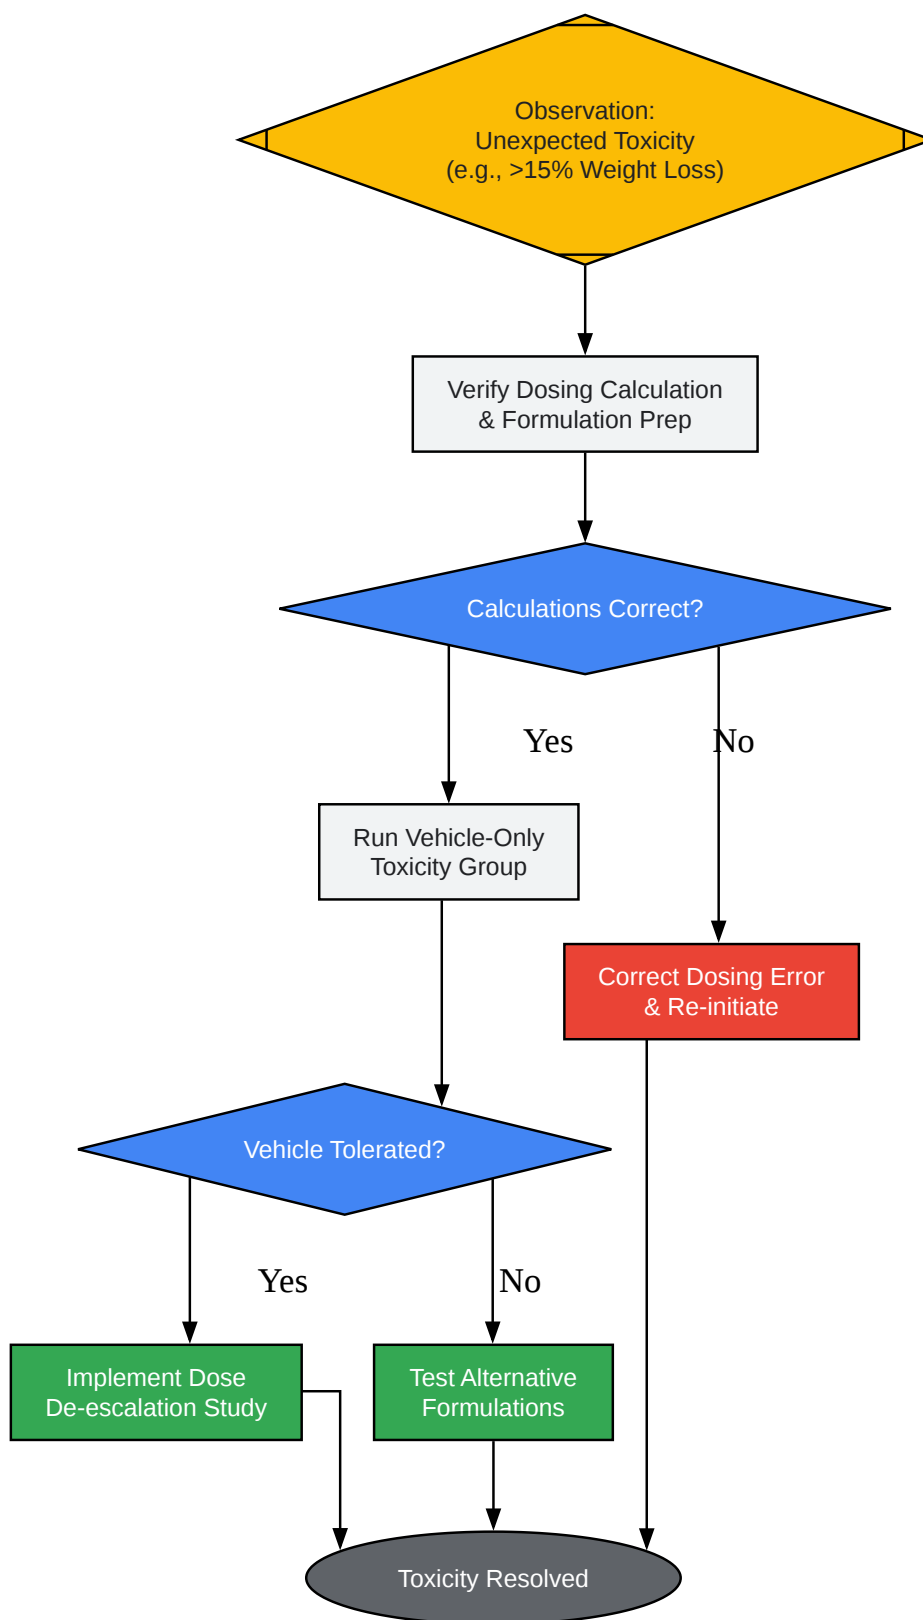 Observation:
Unexpected Toxicity
(e.g., >15% Weight Loss)
Verify Dosing Calculation
& Formulation Prep
Calculations Correct?
Yes
No
Run Vehicle-Only
Toxicity Group
Correct Dosing Error
& Re-initiate
Vehicle Tolerated?
Yes
No
Implement Dose
De-escalation Study
Test Alternative
Formulations
Toxicity Resolved